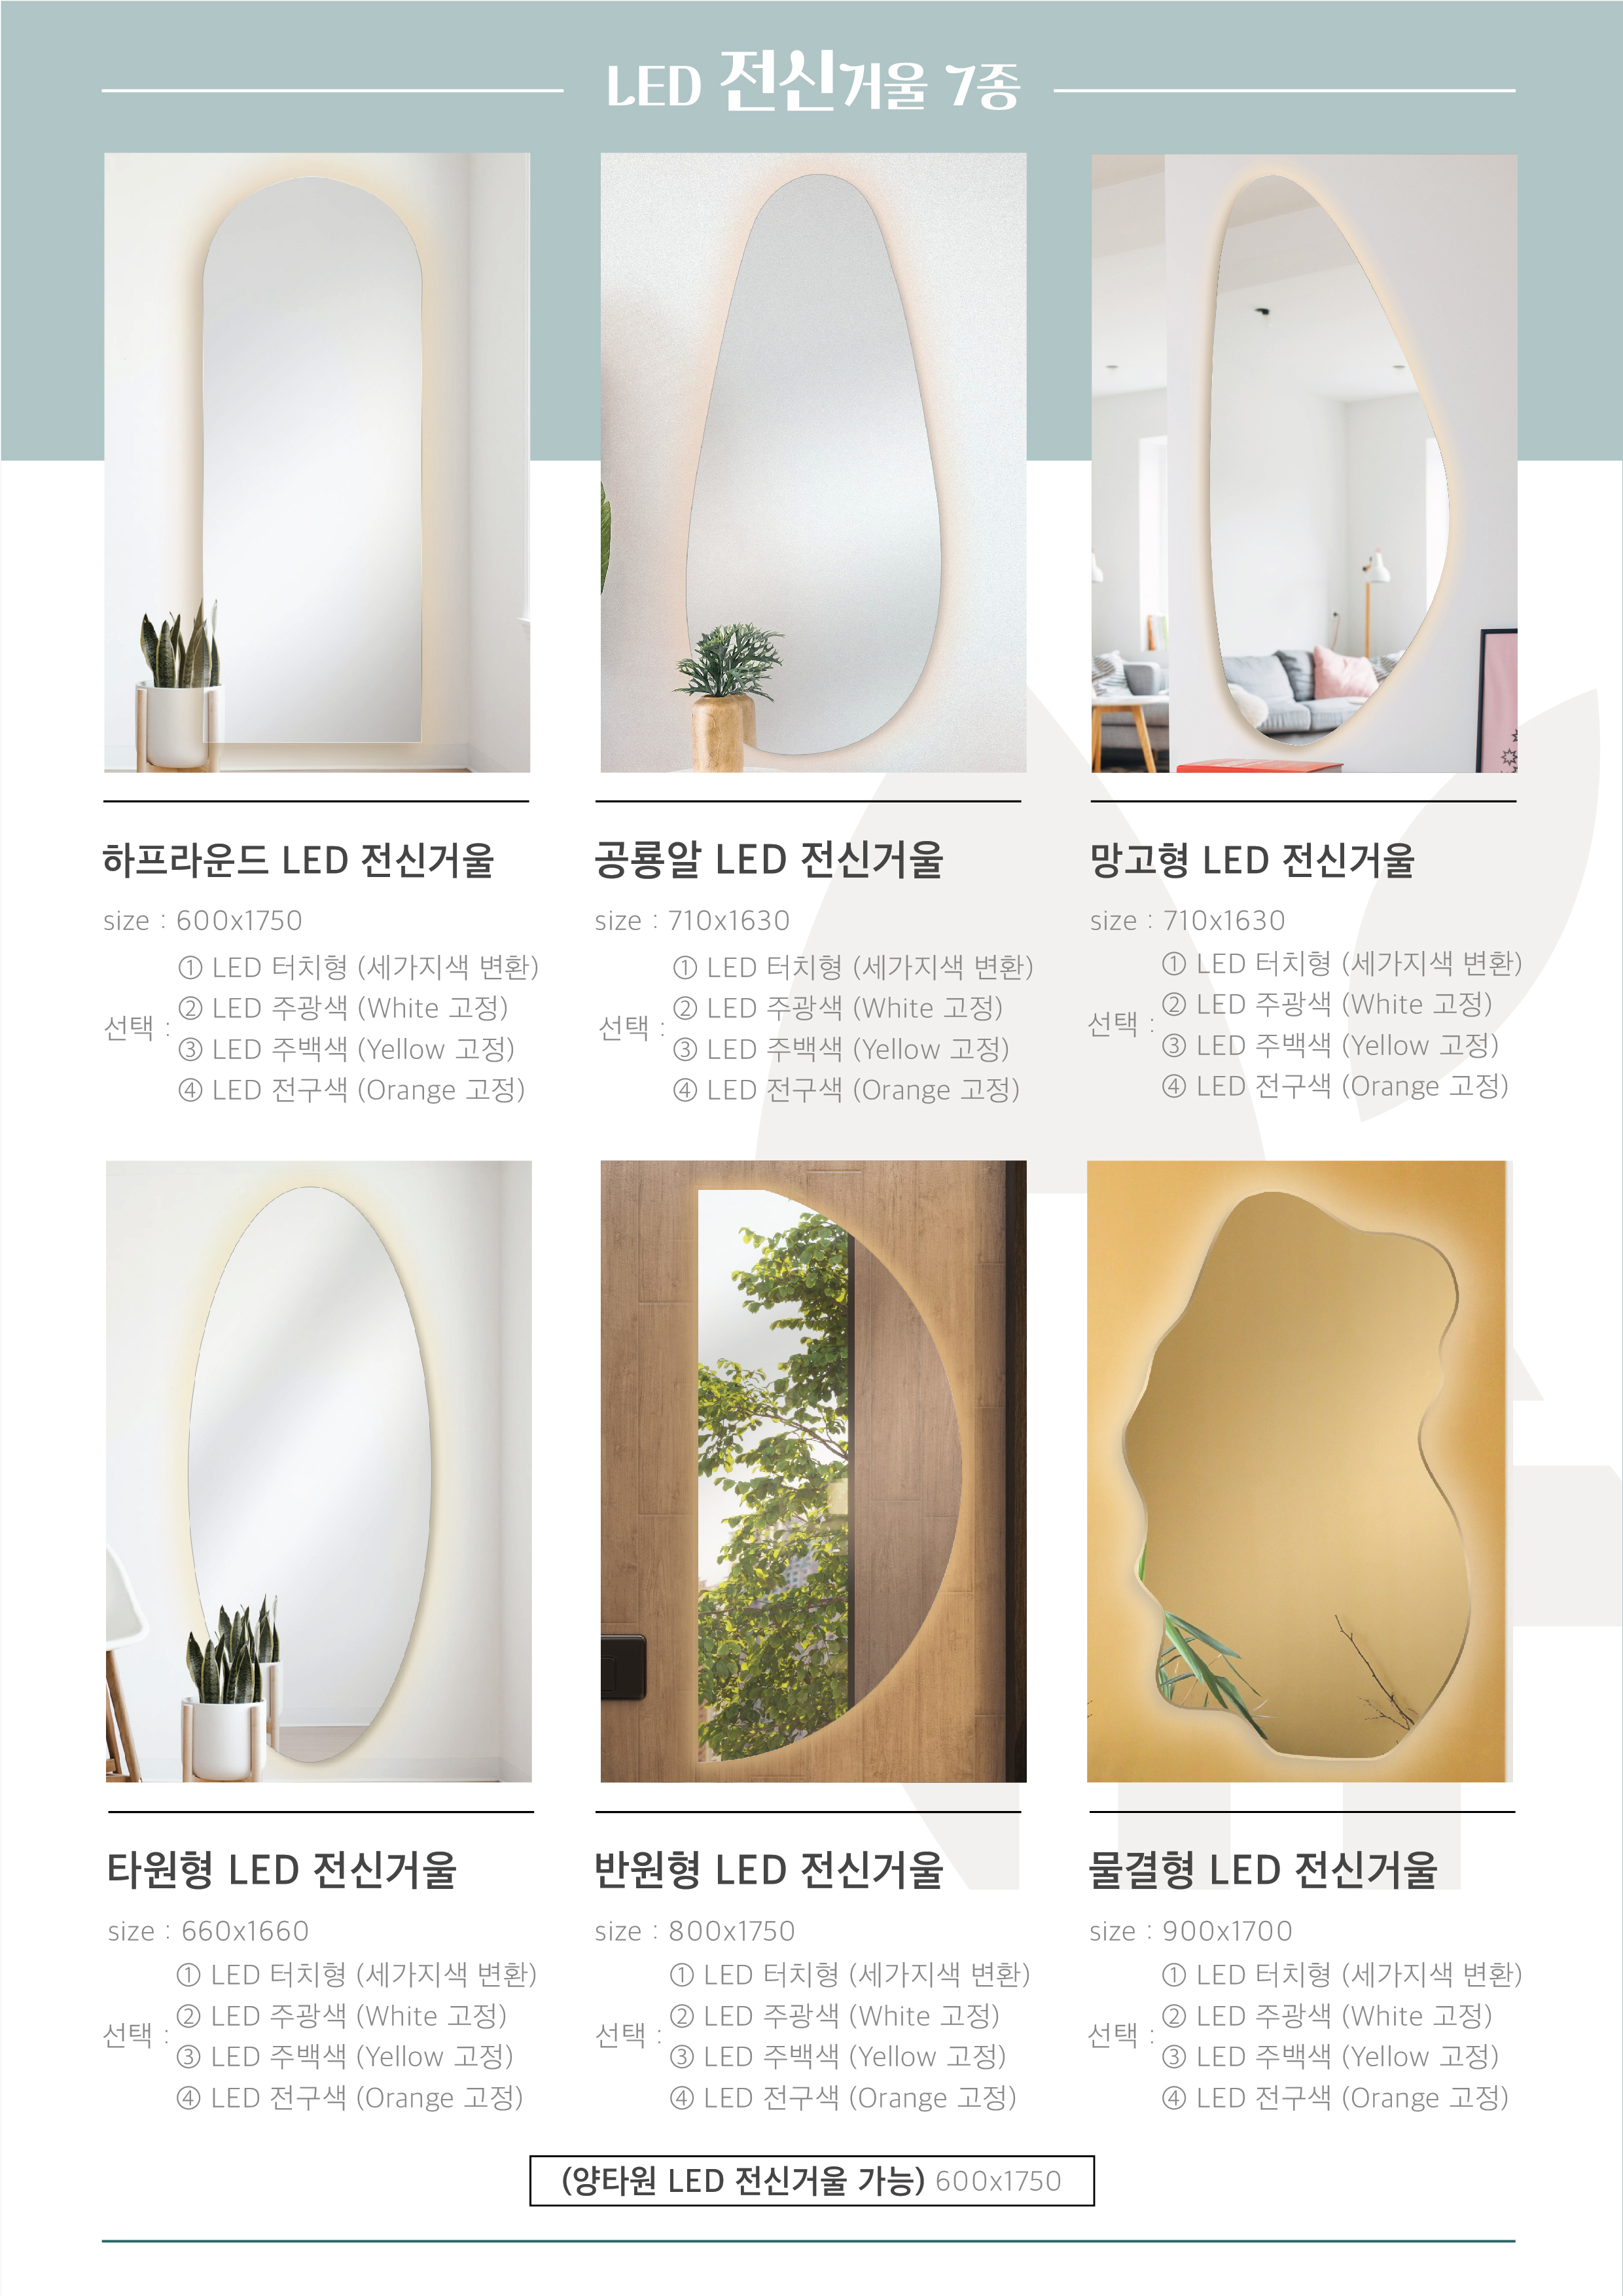 LED 전신거울 7종
하프라운드 LED 전신거울
size : 600x1750
선택 :
① LED 터치형 (세가지색 변환)
② LED 주광색 (White 고정)
③ LED 주백색 (Yellow 고정)
④ LED 전구색 (Orange 고정)
공룡알 LED 전신거울
size : 710x1630
선택 :
① LED 터치형 (세가지색 변환)
② LED 주광색 (White 고정)
③ LED 주백색 (Yellow 고정)
④ LED 전구색 (Orange 고정)
망고형 LED 전신거울
size : 710x1630
선택 :
① LED 터치형 (세가지색 변환)
② LED 주광색 (White 고정)
③ LED 주백색 (Yellow 고정)
④ LED 전구색 (Orange 고정)
타원형 LED 전신거울
size : 660x1660
선택 :
① LED 터치형 (세가지색 변환)
② LED 주광색 (White 고정)
③ LED 주백색 (Yellow 고정)
④ LED 전구색 (Orange 고정)
반원형 LED 전신거울
size : 800x1750
선택 :
① LED 터치형 (세가지색 변환)
② LED 주광색 (White 고정)
③ LED 주백색 (Yellow 고정)
④ LED 전구색 (Orange 고정)
물결형 LED 전신거울
size : 900x1700
선택 :
① LED 터치형 (세가지색 변환)
② LED 주광색 (White 고정)
③ LED 주백색 (Yellow 고정)
④ LED 전구색 (Orange 고정)
(양타원 LED 전신거울 가능) 600x1750